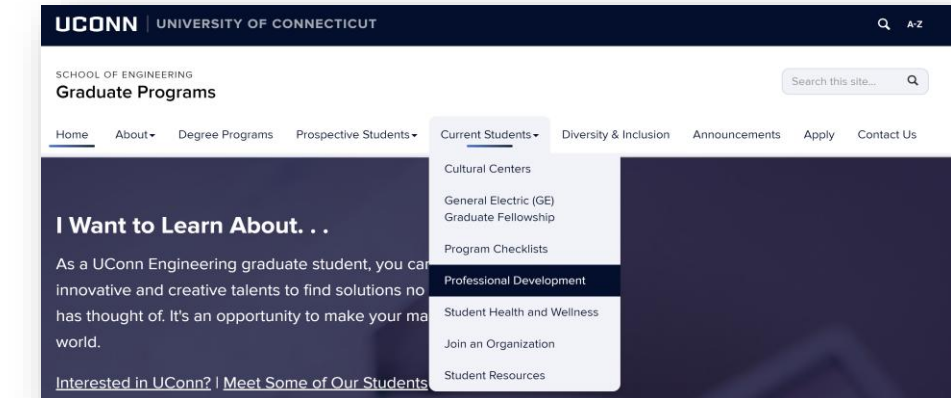 UCONN | UNIVERSITY OF CONNECTICUT
A-Z
SCHOOL OF ENGINEERING
Graduate Programs
Search this site...
Home About Degree Programs Prospective Students Current Students Diversity & Inclusion Announcements Apply Contact Us
Cultural Centers
General Electric (GE)
Graduate Fellowship
Program Checklists
Professional Development
Student Health and Wellness
Join an Organization
Student Resources
I Want to Learn About. . .
As a UConn Engineering graduate student, you can
innovative and creative talents to find solutions no
has thought of. It's an opportunity to make your ma
world.
Interested in UConn? | Meet Some of Our Students